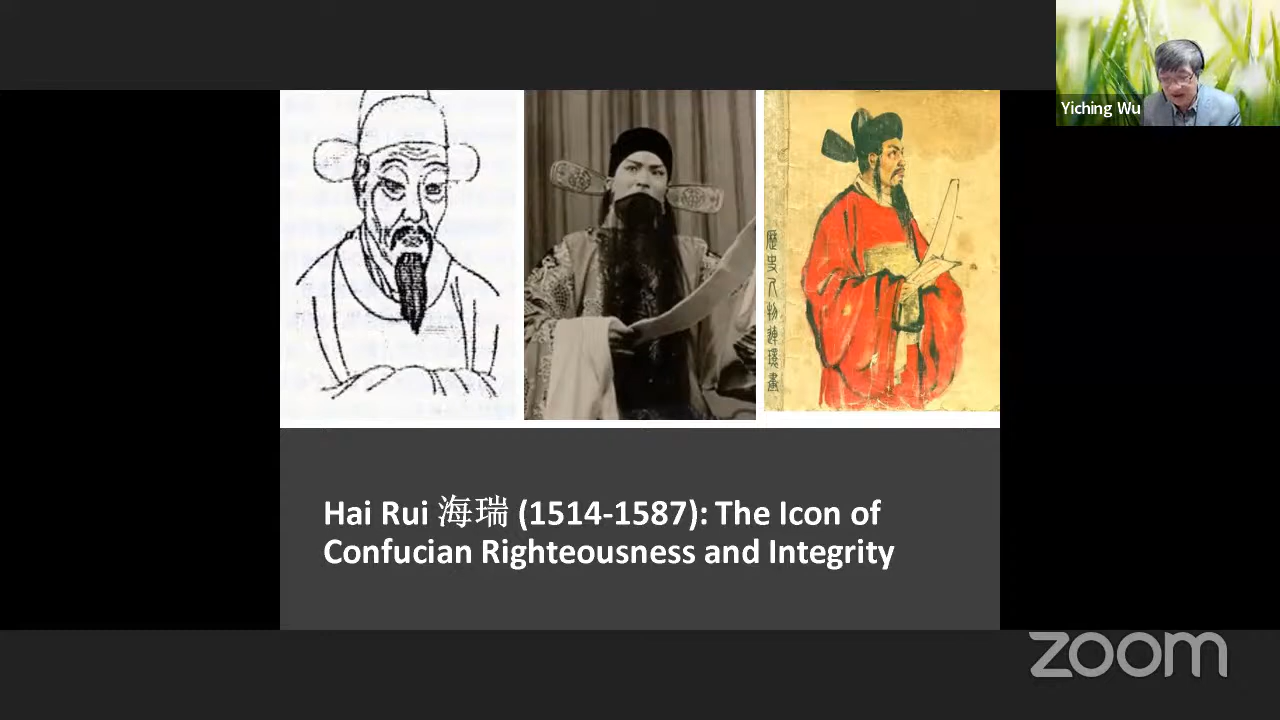 Yiching Wu
歷史人物連環畫
Hai Rui 海瑞 (1514-1587): The Icon of
Confucian Righteousness and Integrity
zoom